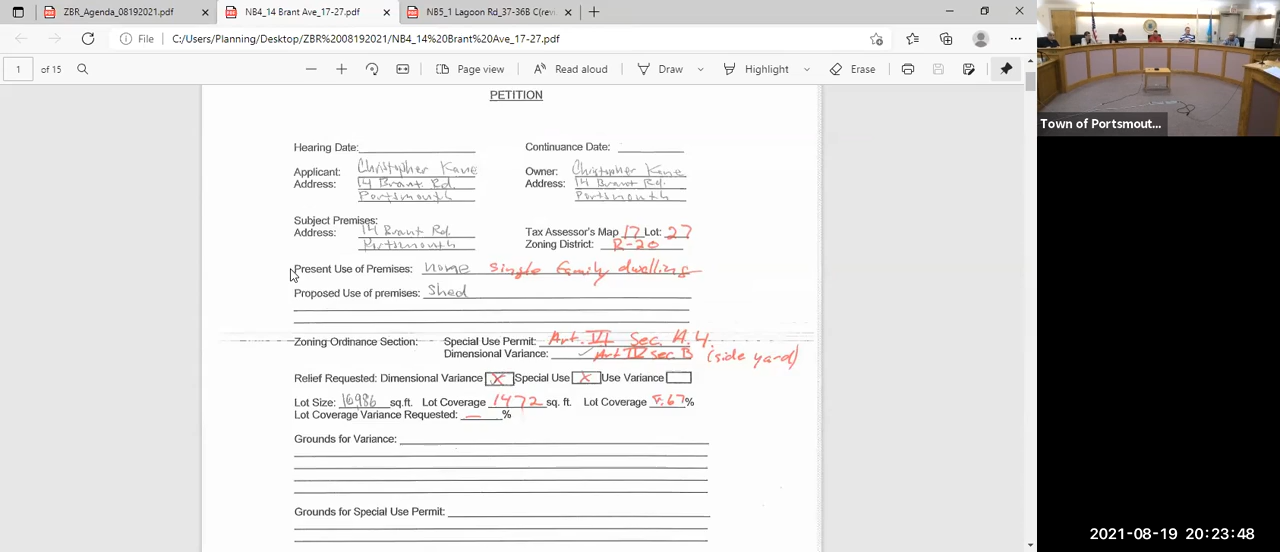 ZBR_Agenda_08192021.pdf
NB4_14 Brant Ave_17-27.pdf
NB5_1 Lagoon Rd_37-36B C(revi
File C:/Users/Planning/Desktop/ZBR%2008192021/NB4_14%20Brant%20Ave_17-27.pdf
1 of 15 Page view Read aloud Draw Highlight Erase
Town of Portsmout...
PETITION
Hearing Date: Continuance Date:
Applicant: Christopher Kane Owner: Christopher Kane
Address: 14 Brant Rd. Address: 14 Brant Rd.
Portsmouth Portsmouth
Subject Premises:
Address: 14 Brant Rd. Tax Assessor's Map 17 Lot: 27
Portsmouth Zoning District: R-20
Present Use of Premises: home single family dwelling
Proposed Use of premises: Shed
Zoning Ordinance Section: Special Use Permit: Art. VI Sec. A.4.
Dimensional Variance: Art IV Sec. B (side yard)
Relief Requested: Dimensional Variance X Special Use X Use Variance
Lot Size: 16986 sq.ft. Lot Coverage 1472 sq. ft. Lot Coverage 8.67%
Lot Coverage Variance Requested: — %
Grounds for Variance:
Grounds for Special Use Permit:
2021-08-19 20:23:48